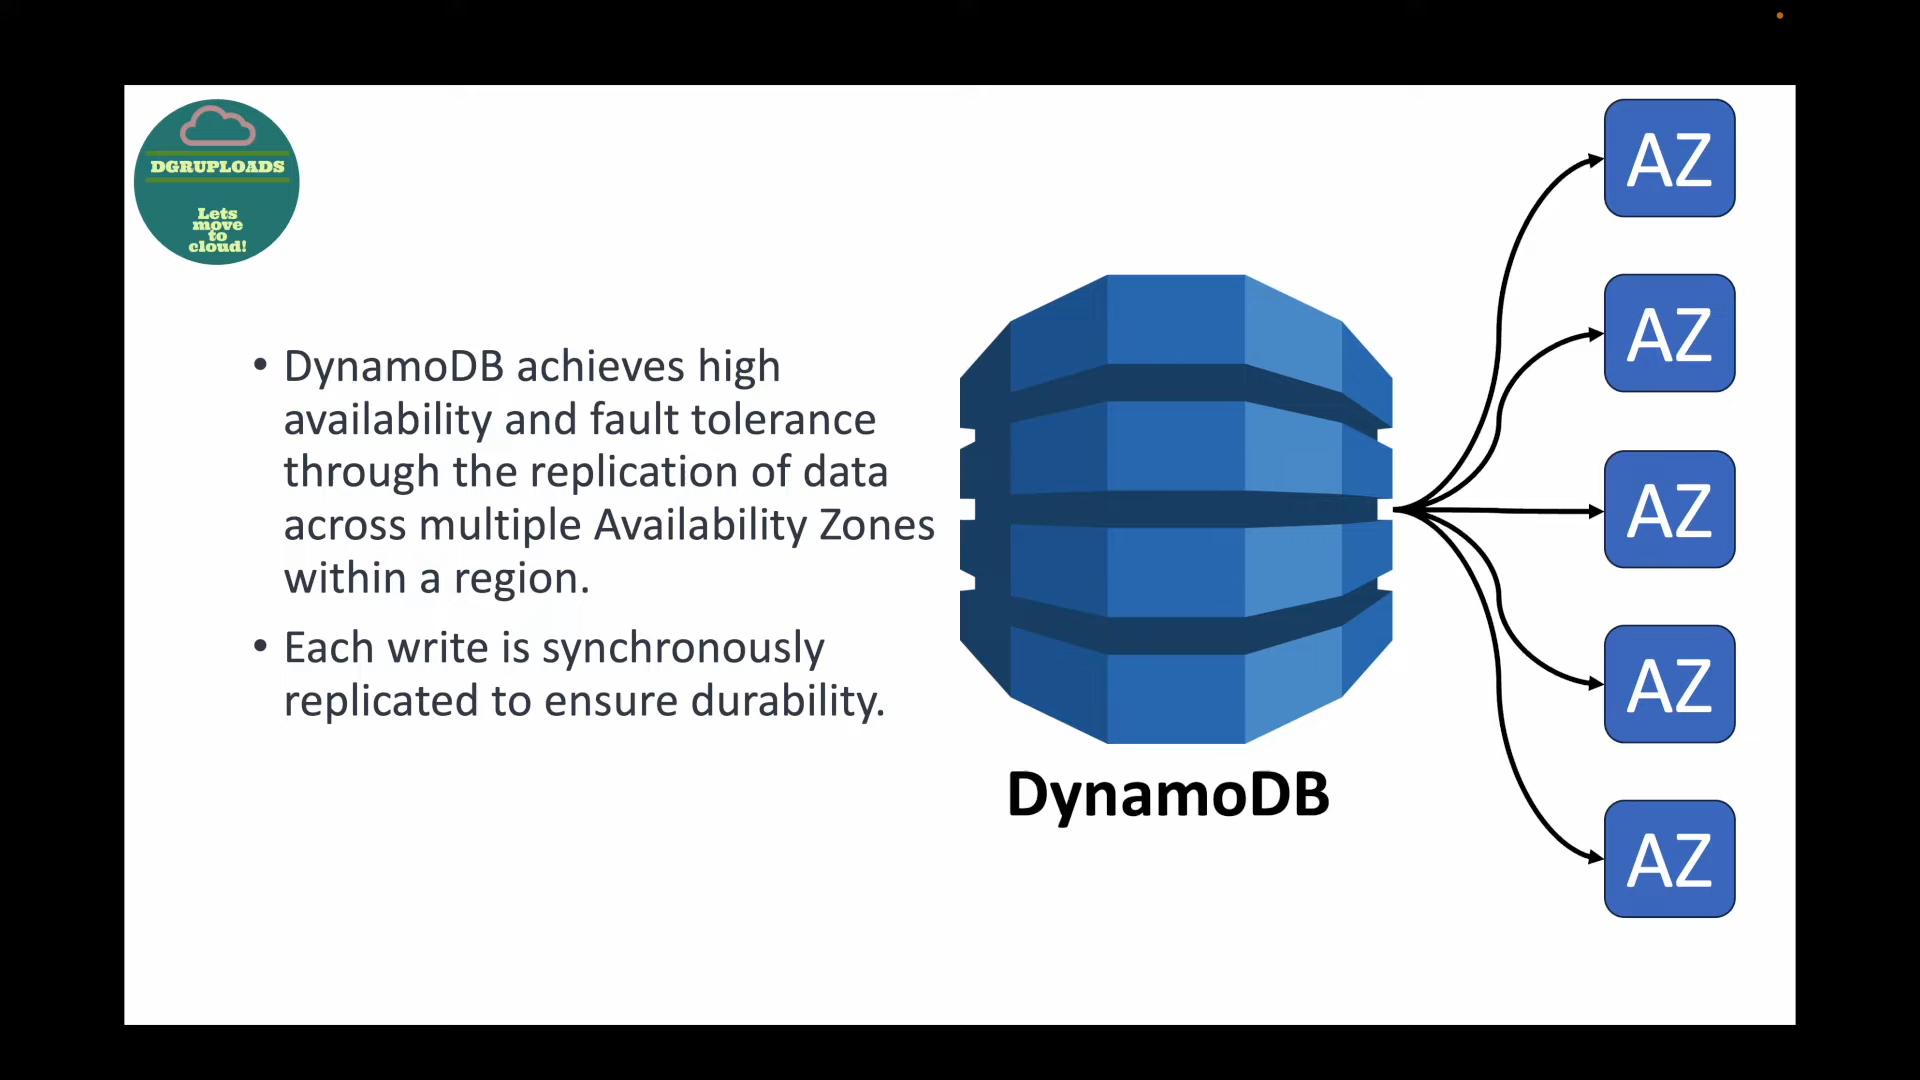 DGRUPLOADS
Lets
move
to
cloud!
• DynamoDB achieves high
availability and fault tolerance
through the replication of data
across multiple Availability Zones
within a region.
• Each write is synchronously
replicated to ensure durability.
DynamoDB
AZ
AZ
AZ
AZ
AZ